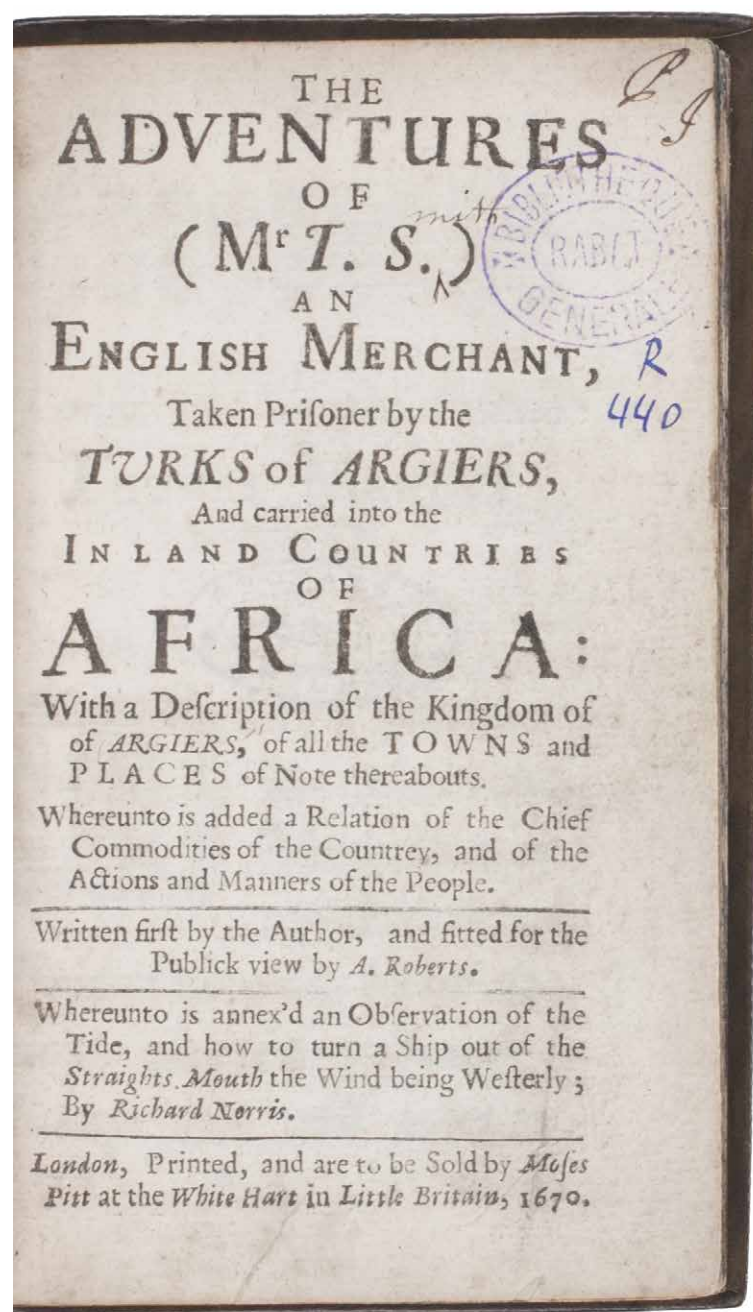 THE
ADVENTURES
OF
mith
(Mr T. S.)
AN
ENGLISH MERCHANT,
Taken Priſoner by the
TVRKS of ARGIERS,
And carried into the
INLAND COUNTRIES
OF
AFRICA:
With a Deſcription of the Kingdom of
of ARGIERS, of all the TOWNS and
PLACES of Note thereabouts.
Whereunto is added a Relation of the Chief
Commodities of the Countrey, and of the
Actions and Manners of the People.
Written firſt by the Author, and fitted for the
Publick view by A. Roberts.
Whereunto is annex'd an Obſervation of the
Tide, and how to turn a Ship out of the
Straights Mouth the Wind being Weſterly;
By Richard Norris.
London, Printed, and are to be Sold by Moſes
Pitt at the White Hart in Little Britain, 1670.
RABAT
GENERALE
R
440